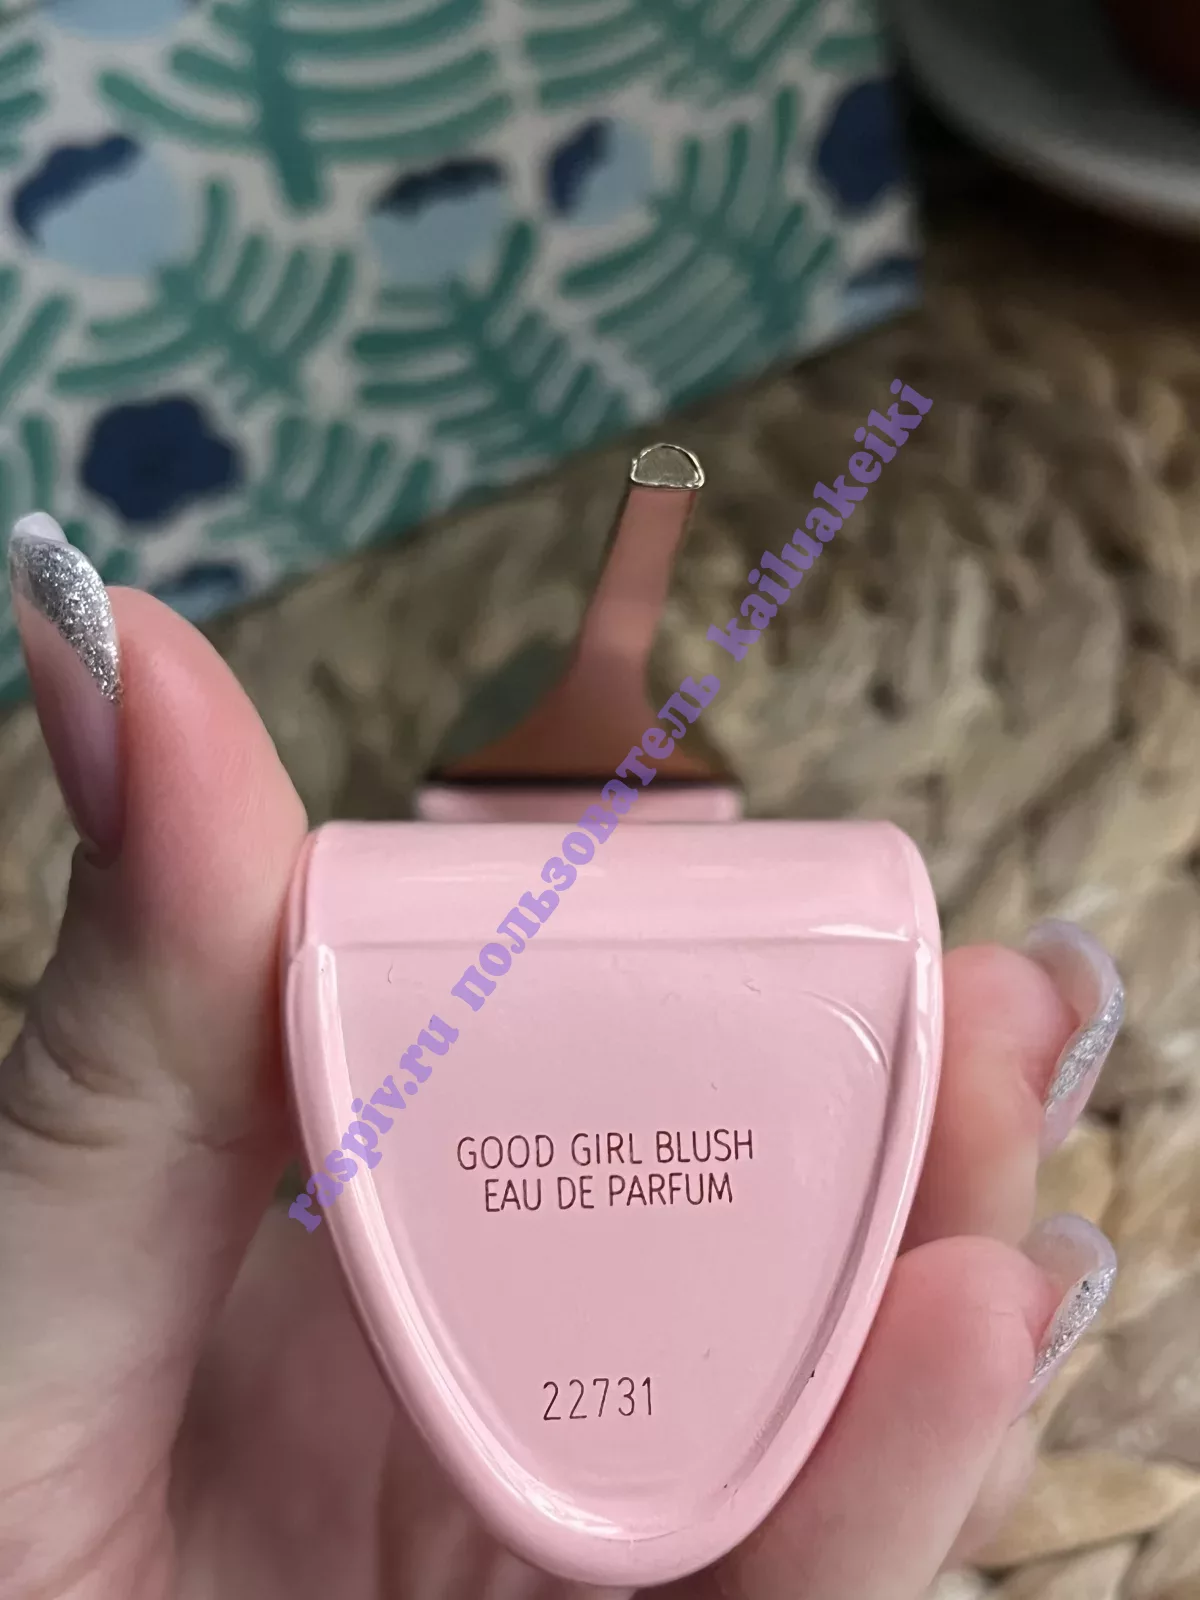 raspiv.ru пользователь kailuakeiki
GOOD GIRL BLUSH
EAU DE PARFUM
22731